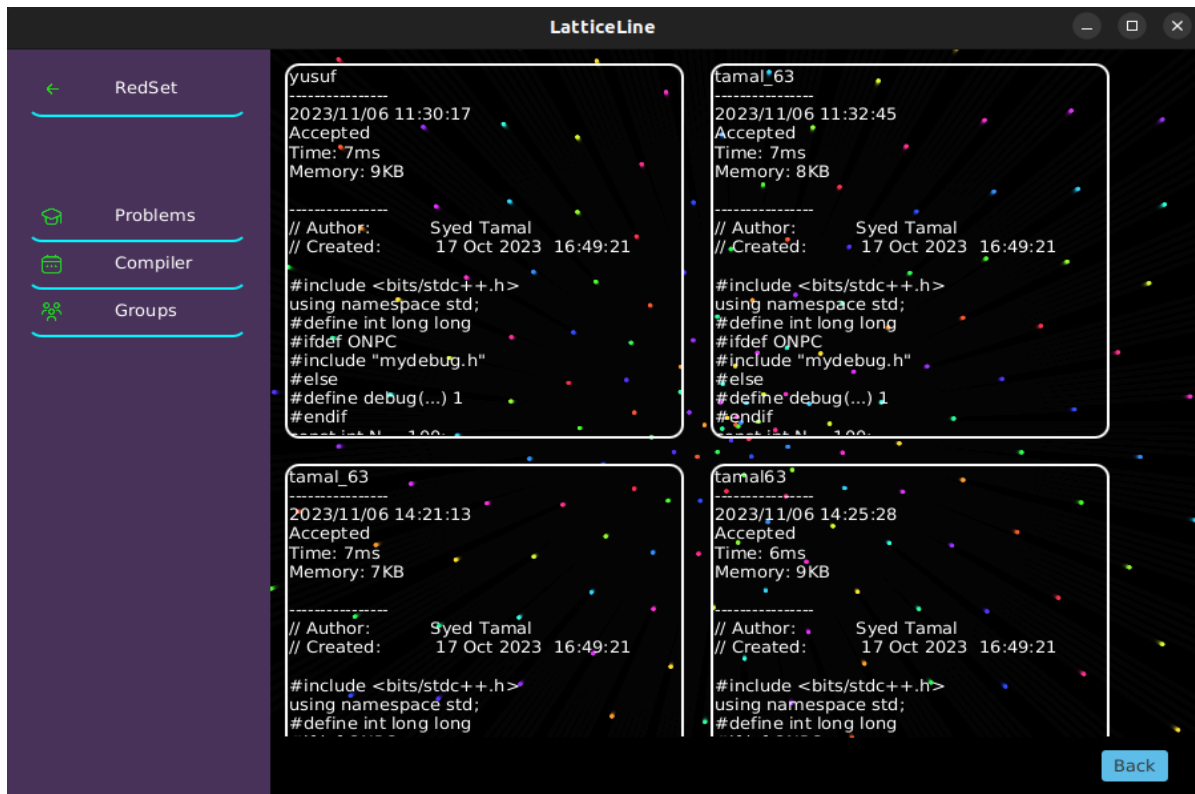 LatticeLine
RedSet
Problems
Compiler
Groups
yusuf
----------------
2023/11/06 11:30:17
Accepted
Time: 7ms
Memory: 9KB
----------------
// Author: Syed Tamal
// Created: 17 Oct 2023 16:49:21
#include <bits/stdc++.h>
using namespace std;
#define int long long
#ifdef ONPC
#include "mydebug.h"
#else
#define debug(...) 1
#endif
tamal_63
----------------
2023/11/06 11:32:45
Accepted
Time: 7ms
Memory: 8KB
----------------
// Author: Syed Tamal
// Created: 17 Oct 2023 16:49:21
#include <bits/stdc++.h>
using namespace std;
#define int long long
#ifdef ONPC
#include "mydebug.h"
#else
#define debug(...) 1
#endif
tamal_63
----------------
2023/11/06 14:21:13
Accepted
Time: 7ms
Memory: 7KB
----------------
// Author: Syed Tamal
// Created: 17 Oct 2023 16:49:21
#include <bits/stdc++.h>
using namespace std;
#define int long long
tamal63
----------------
2023/11/06 14:25:28
Accepted
Time: 6ms
Memory: 9KB
----------------
// Author: Syed Tamal
// Created: 17 Oct 2023 16:49:21
#include <bits/stdc++.h>
using namespace std;
#define int long long
Back